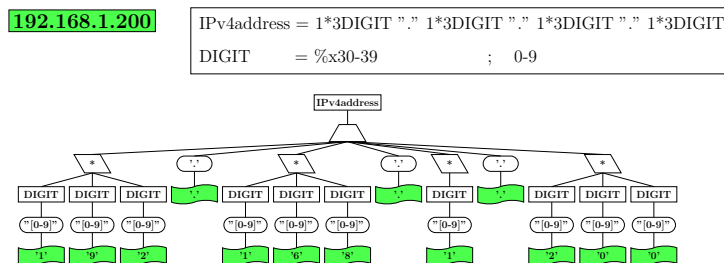 192.168.1.200
IPv4address = 1*3DIGIT "." 1*3DIGIT "." 1*3DIGIT "." 1*3DIGIT
DIGIT = %x30-39 ; 0-9
IPv4address
* '.' * '.' * '.' *
DIGIT DIGIT DIGIT '.' DIGIT DIGIT DIGIT '.' DIGIT '.' DIGIT DIGIT DIGIT
"[0-9]" "[0-9]" "[0-9]" "[0-9]" "[0-9]" "[0-9]" "[0-9]" "[0-9]" "[0-9]" "[0-9]"
'1' '9' '2' '1' '6' '8' '1' '2' '0' '0'